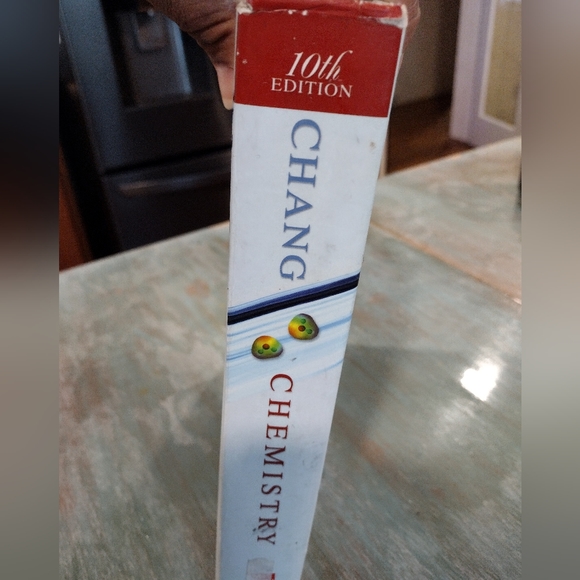 10th
EDITION
CHANG
CHEMISTRY